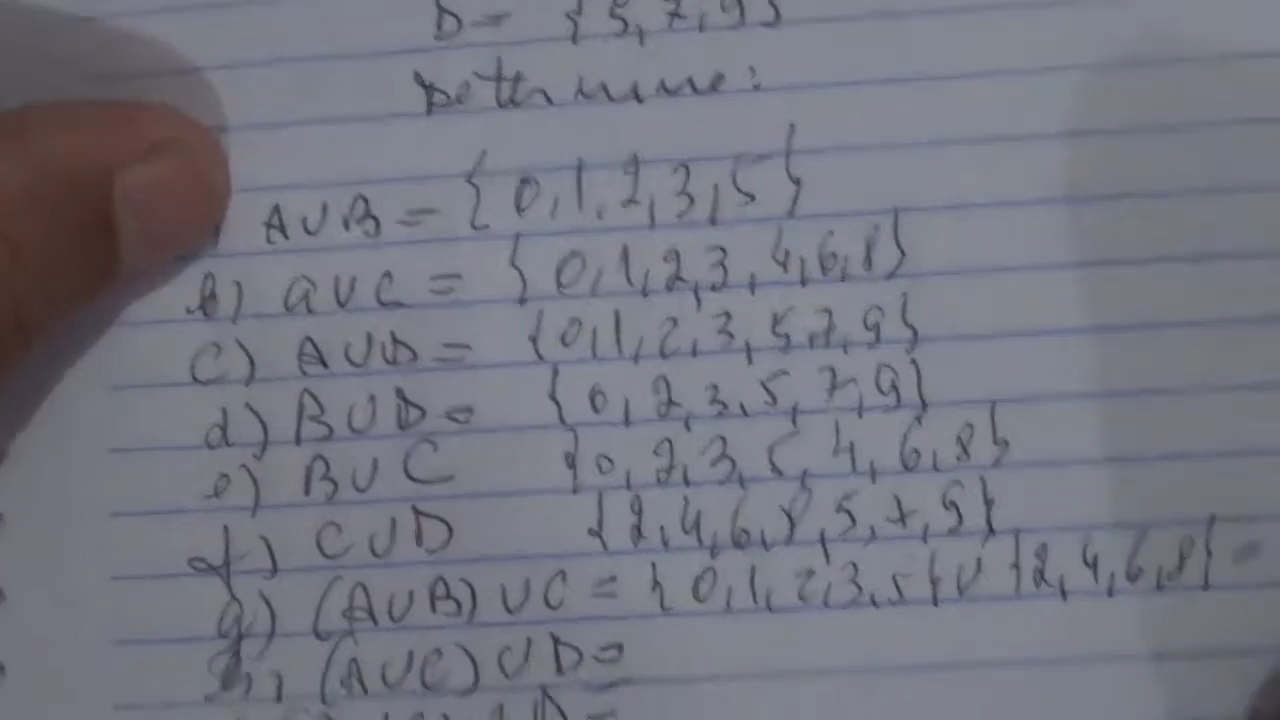 D = {5, 7, 9}
Determine:
AUB = {0, 1, 2, 3, 5}
b) aUC = {0, 1, 2, 3, 4, 6, 8}
c) AUD = {0, 1, 2, 3, 5, 7, 9}
d) BUD = {0, 2, 3, 5, 7, 9}
e) BUC {0, 2, 3, 5, 4, 6, 8}
f) CUD {2, 4, 6, 8, 5, 7, 9}
g) (AUB) UC = {0, 1, 2, 3, 5} U {2, 4, 6, 8} =
h) (AUC) UD =